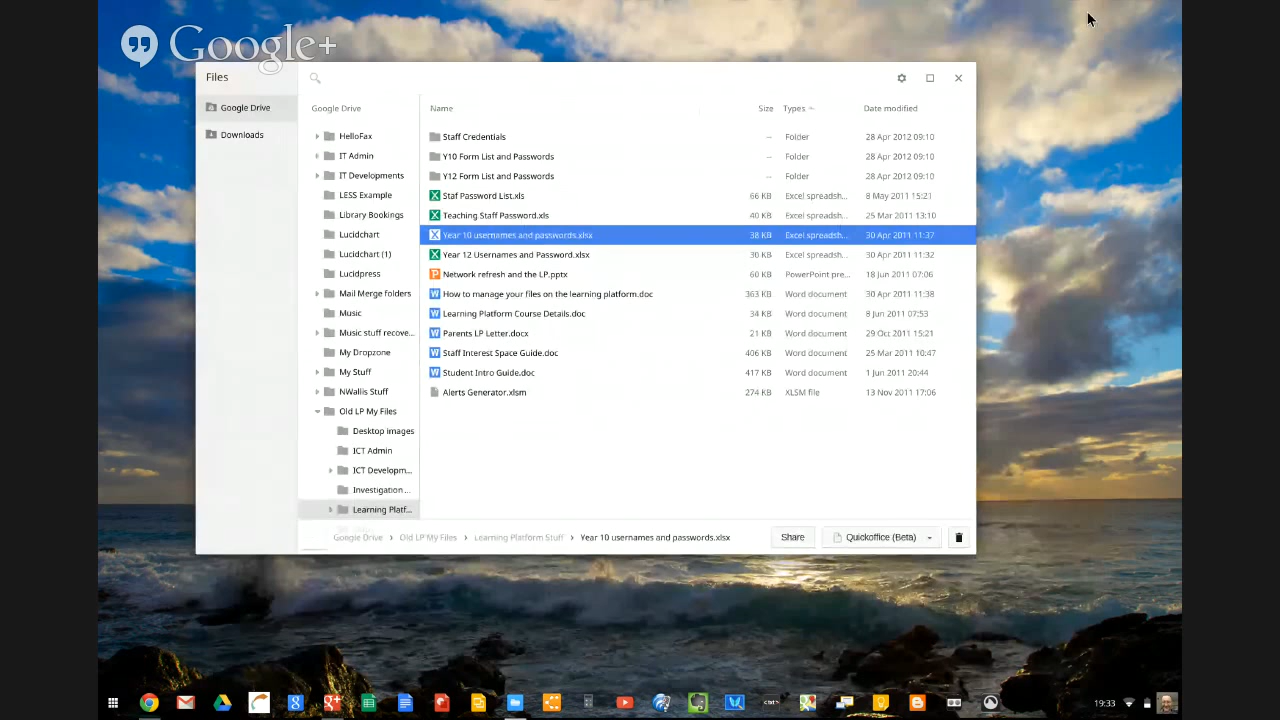 Google+
Files
Google Drive
Downloads
Google Drive
HelloFax
IT Admin
IT Developments
LESS Example
Library Bookings
Lucidchart
Lucidchart (1)
Lucidpress
Mail Merge folders
Music
Music stuff recove...
My Dropzone
My Stuff
NWallis Stuff
Old LP My Files
Desktop images
ICT Admin
ICT Developm...
Investigation ...
Learning Platf...
Name Size Types Date modified
Staff Credentials -- Folder 28 Apr 2012 09:10
Y10 Form List and Passwords -- Folder 28 Apr 2012 09:10
Y12 Form List and Passwords -- Folder 28 Apr 2012 09:10
Staf Password List.xls 66 KB Excel spreadsh... 8 May 2011 15:21
Teaching Staff Password.xls 40 KB Excel spreadsh... 25 Mar 2011 13:10
Year 10 usernames and passwords.xlsx 38 KB Excel spreadsh... 30 Apr 2011 11:37
Year 12 Usernames and Password.xlsx 30 KB Excel spreadsh... 30 Apr 2011 11:32
Network refresh and the LP.pptx 60 KB PowerPoint pre... 18 Jun 2011 07:06
How to manage your files on the learning platform.doc 363 KB Word document 30 Apr 2011 11:38
Learning Platform Course Details.doc 34 KB Word document 8 Jun 2011 07:53
Parents LP Letter.docx 21 KB Word document 29 Oct 2011 15:21
Staff Interest Space Guide.doc 406 KB Word document 25 Mar 2011 10:47
Student Intro Guide.doc 417 KB Word document 1 Jun 2011 20:44
Alerts Generator.xlsm 274 KB XLSM file 13 Nov 2011 17:06
Google Drive > Old LP My Files > Learning Platform Stuff > Year 10 usernames and passwords.xlsx
Share
Quickoffice (Beta)
19:33